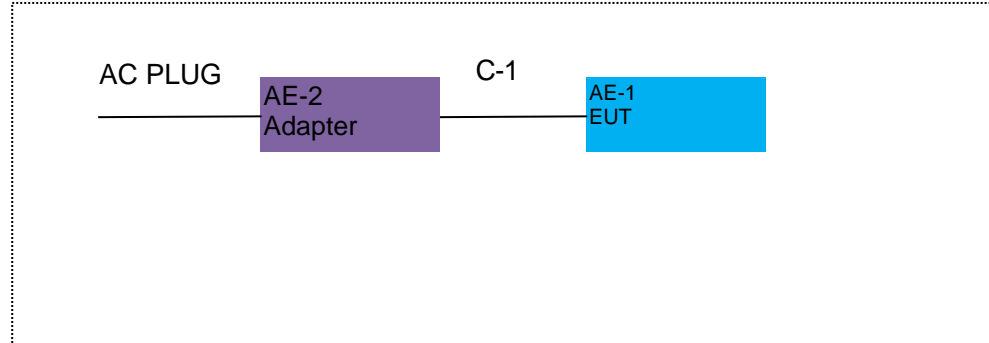 AC PLUG
C-1
AE-2
Adapter
AE-1
EUT